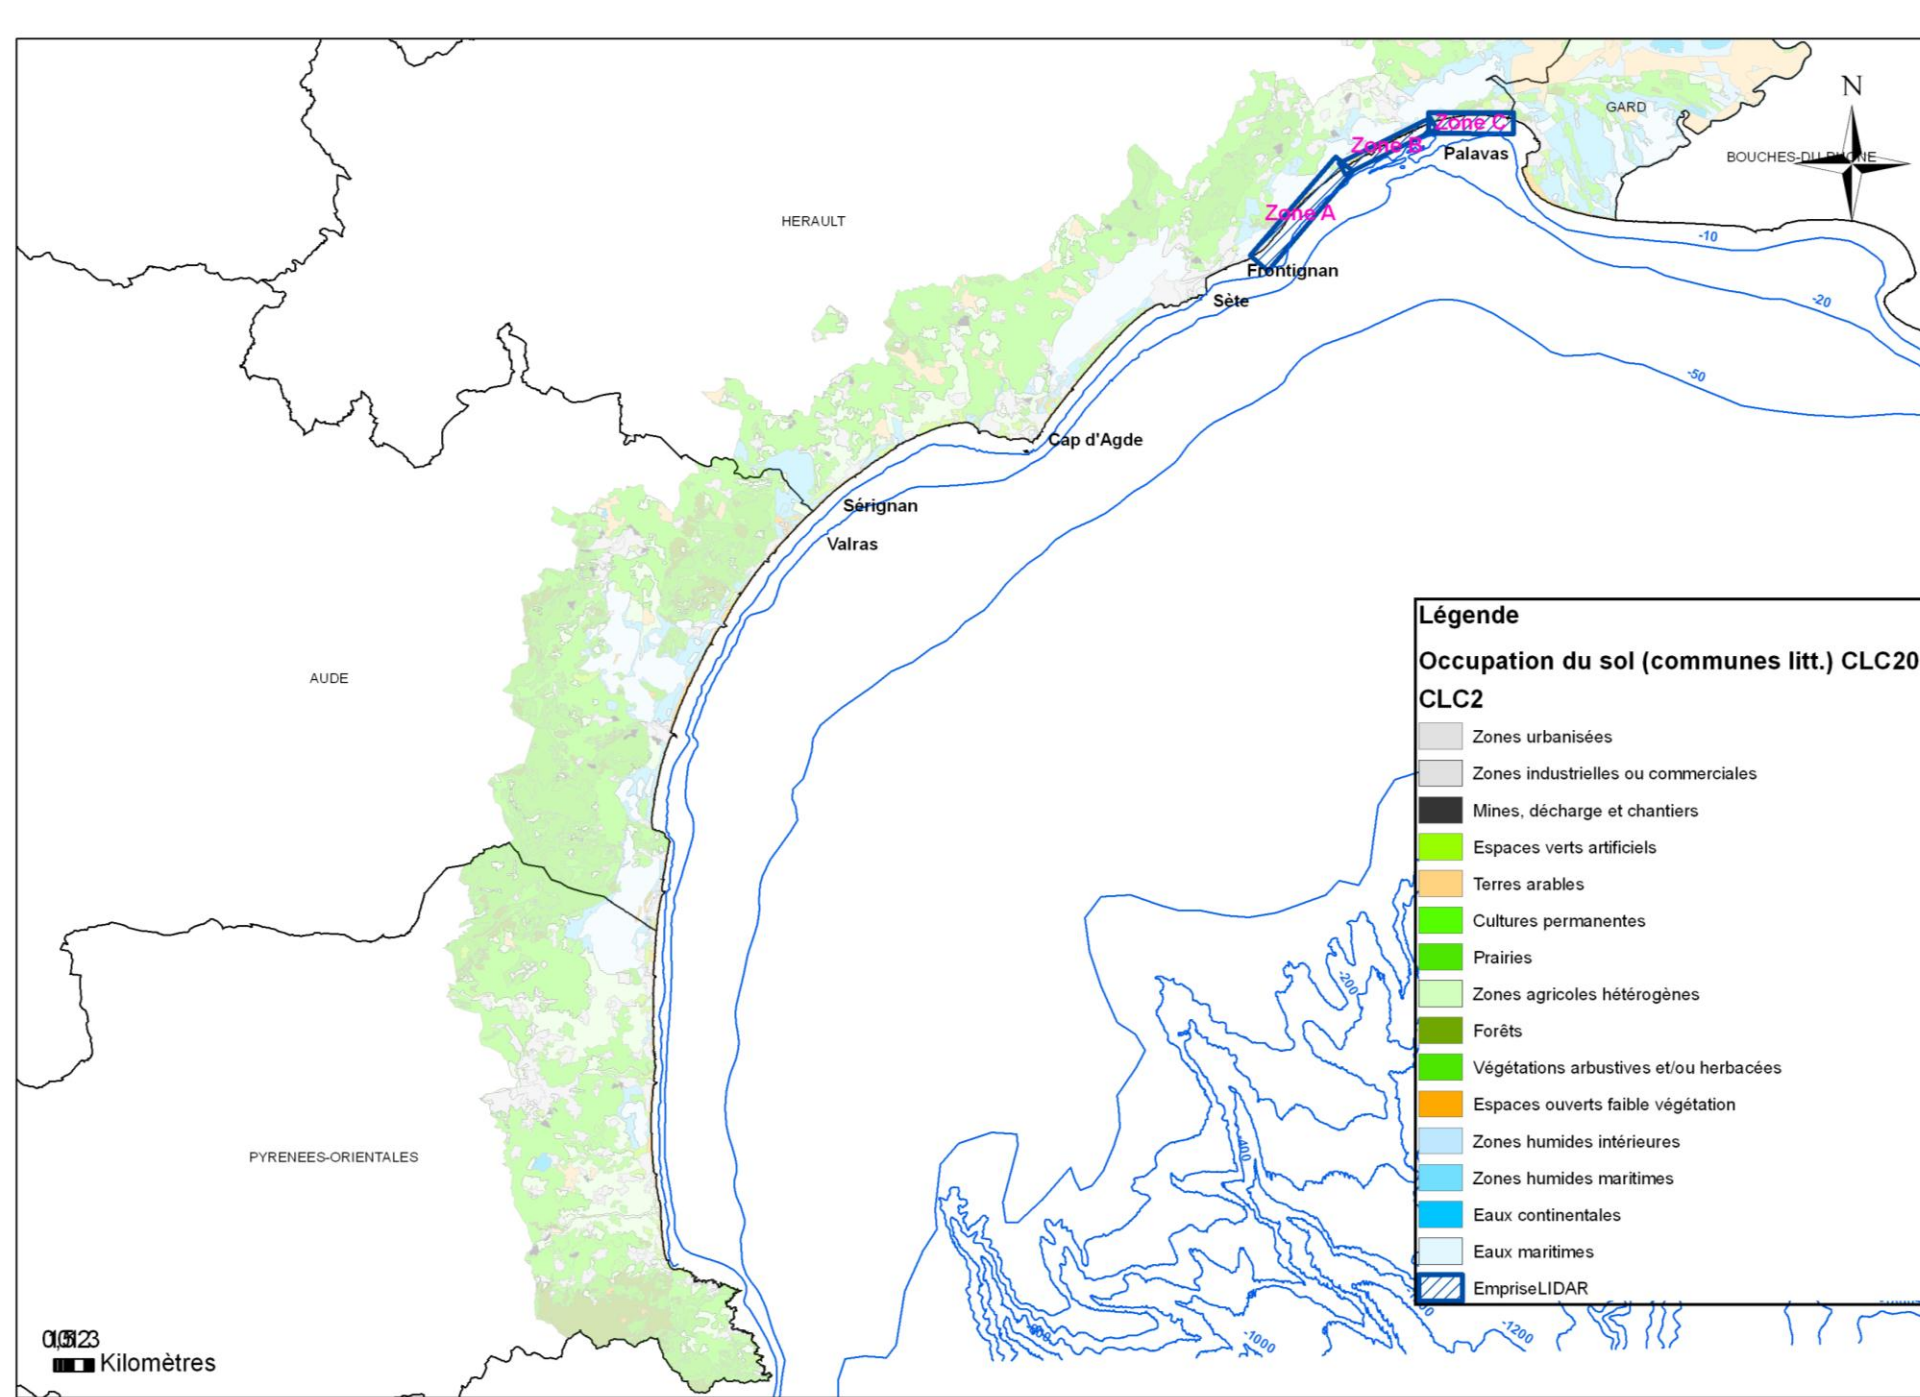 N
GARD
Zone C
Zone B
Palavas
BOUCHES-DU-RHONE
HERAULT
Zone A
-10
Frontignan
Sète
-20
-50
Cap d'Agde
Sérignan
Valras
AUDE
Légende
Occupation du sol (communes litt.) CLC20
CLC2
Zones urbanisées
Zones industrielles ou commerciales
Mines, décharge et chantiers
Espaces verts artificiels
Terres arables
Cultures permanentes
Prairies
Zones agricoles hétérogènes
Forêts
Végétations arbustives et/ou herbacées
Espaces ouverts faible végétation
Zones humides intérieures
Zones humides maritimes
Eaux continentales
Eaux maritimes
EmpriseLIDAR
-200
-400
PYRENEES-ORIENTALES
-1000
-1200
Kilomètres